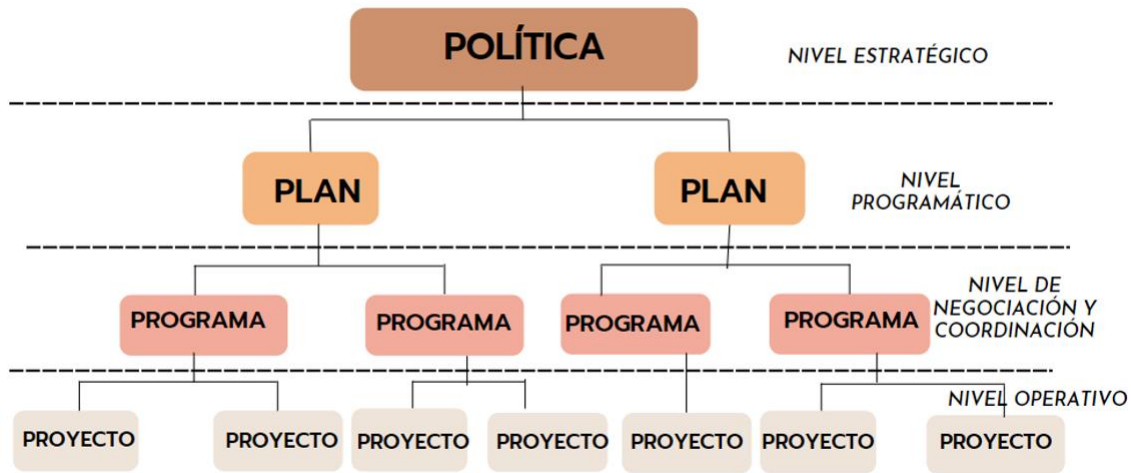 POLÍTICA
NIVEL ESTRATÉGICO
PLAN
PLAN
NIVEL
PROGRAMÁTICO
PROGRAMA
PROGRAMA
PROGRAMA
PROGRAMA
NIVEL DE
NEGOCIACIÓN Y
COORDINACIÓN
NIVEL OPERATIVO
PROYECTO
PROYECTO
PROYECTO
PROYECTO
PROYECTO
PROYECTO
PROYECTO